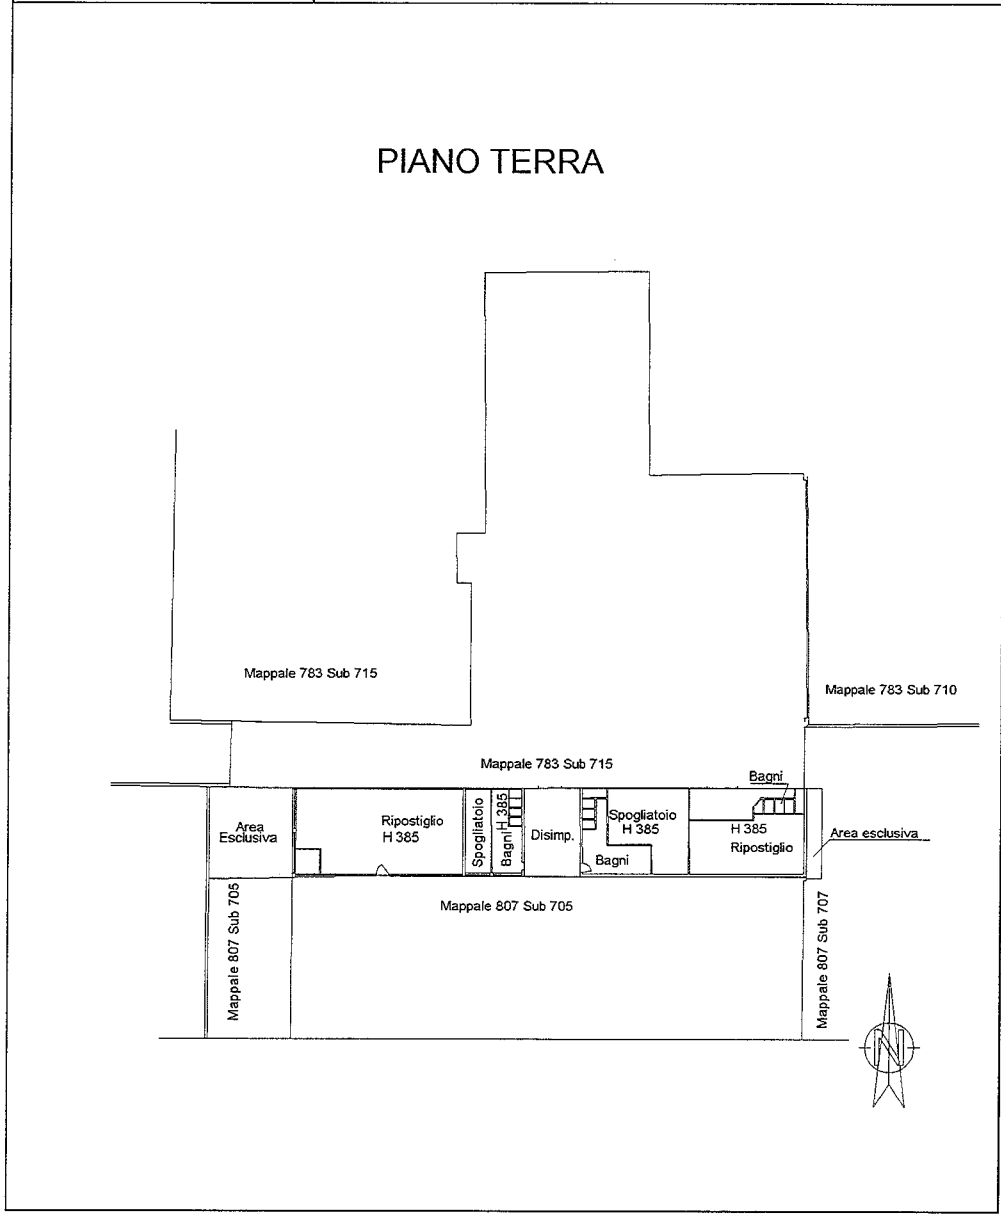 PIANO TERRA
Mappale 783 Sub 715
Mappale 783 Sub 710
Mappale 783 Sub 715
Bagni
Area
Esclusiva
Ripostiglio
H 385
Spogliatoio
Bagni
H 385
Disimp.
Spogliatoio
H 385
Bagni
H 385
Ripostiglio
Area esclusiva
Mappale 807 Sub 705
Mappale 807 Sub 705
Mappale 807 Sub 707
N